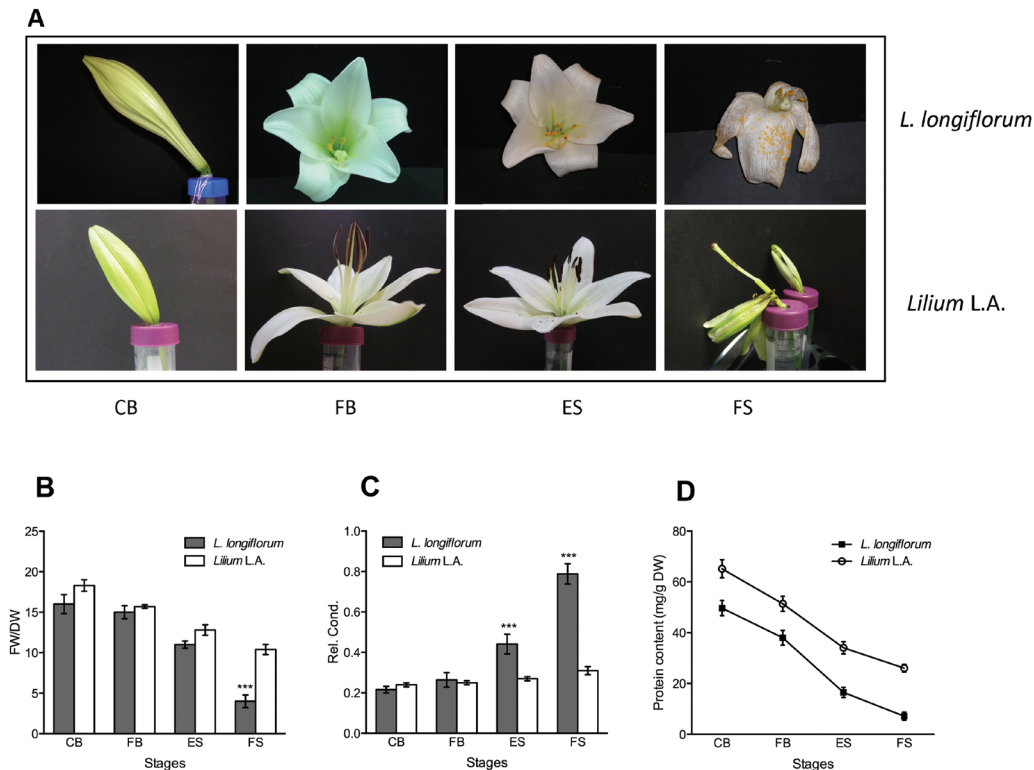 A
L. longiflorum
Lilium L.A.
CB FB ES FS
B
25
20
15
10
5
0
FW/DW
L. longiflorum
Lilium L.A.
***
CB FB ES FS
Stages
C
1.0
0.8
0.6
0.4
0.2
0.0
Rel. Cond.
L. longiflorum
Lilium L.A.
***
***
CB FB ES FS
Stages
D
80
60
40
20
0
Protein content (mg/g DW)
L. longiflorum
Lilium L.A.
CB FB ES FS
Stages